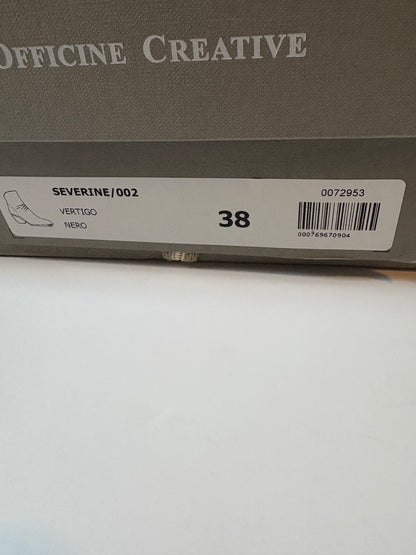 OFFICINE CREATIVE
SEVERINE/002
VERTIGO
NERO
38
0072953
000769670904